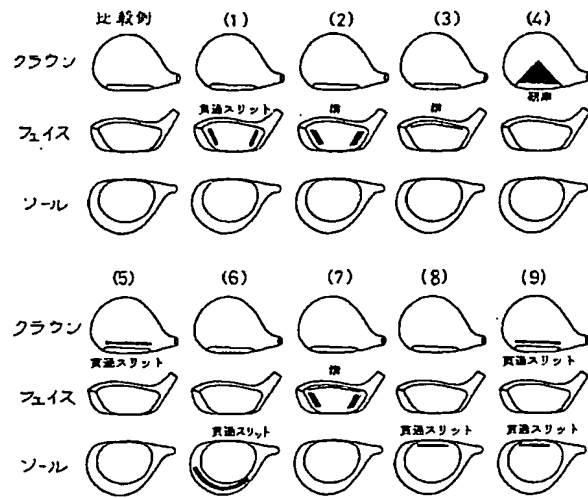 比較例 (1) (2) (3) (4)
クラウン
貫通スリット 溝 溝
フェイス
ソール
(5) (6) (7) (8) (9)
クラウン
貫通スリット 溝 貫通スリット
フェイス
貫通スリット 貫通スリット 貫通スリット
ソール